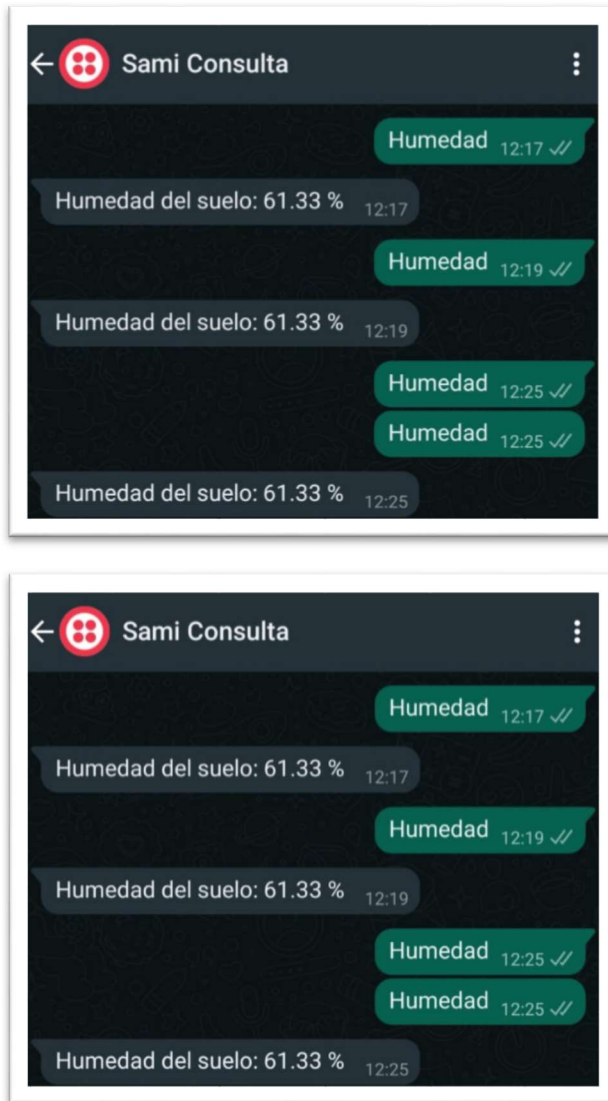 Sami Consulta
Humedad 12:17
Humedad del suelo: 61.33 % 12:17
Humedad 12:19
Humedad del suelo: 61.33 % 12:19
Humedad 12:25
Humedad 12:25
Humedad del suelo: 61.33 % 12:25
Sami Consulta
Humedad 12:17
Humedad del suelo: 61.33 % 12:17
Humedad 12:19
Humedad del suelo: 61.33 % 12:19
Humedad 12:25
Humedad 12:25
Humedad del suelo: 61.33 % 12:25